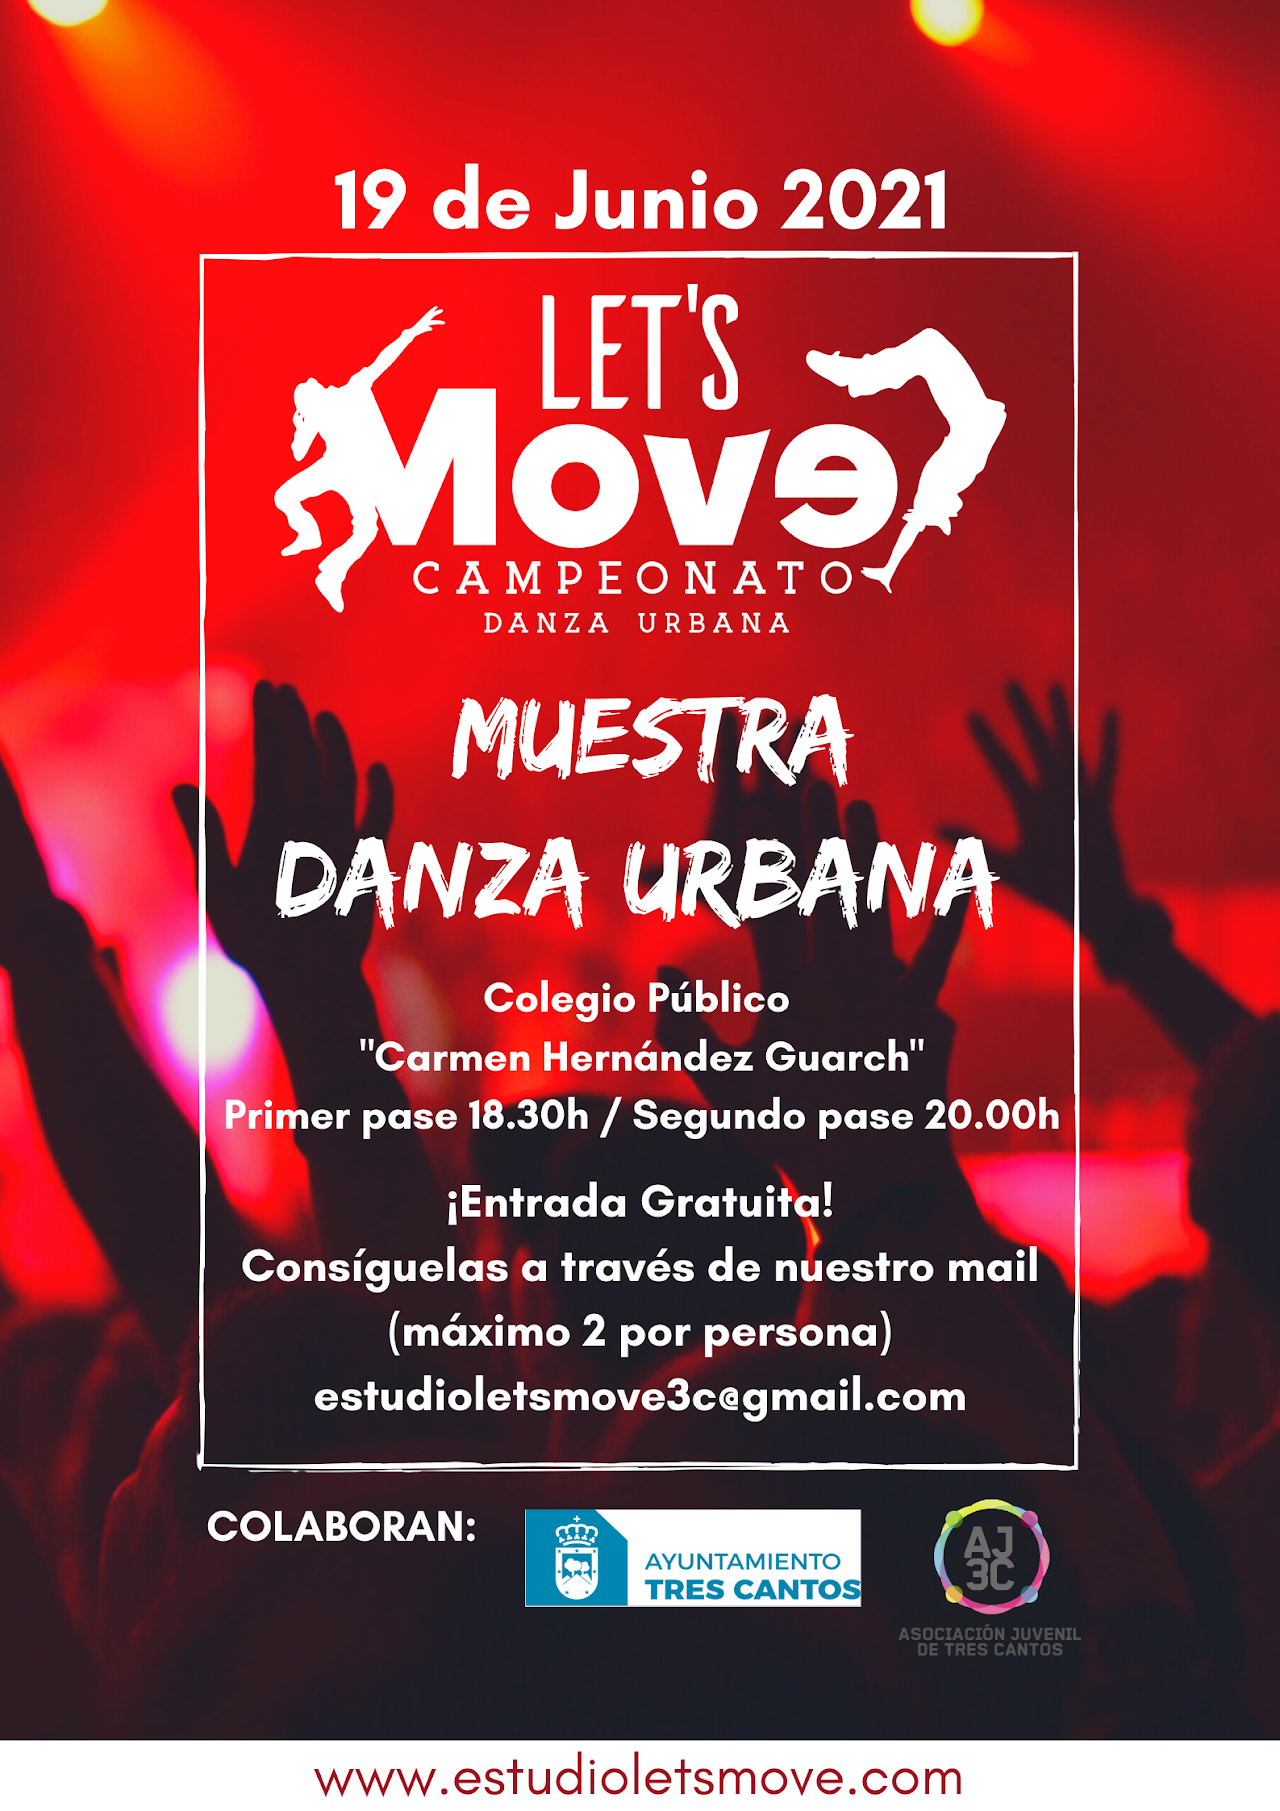 19 de Junio 2021
LET'S
Move
CAMPEONATO
DANZA URBANA
MUESTRA
DANZA URBANA
Colegio Público
"Carmen Hernández Guarch"
Primer pase 18.30h / Segundo pase 20.00h
¡Entrada Gratuita!
Consíguelas a través de nuestro mail
(máximo 2 por persona)
estudioletsmove3c@gmail.com
COLABORAN:
AYUNTAMIENTO
TRES CANTOS
AJ
3C
ASOCIACIÓN JUVENIL
DE TRES CANTOS
www.estudioletsmove.com